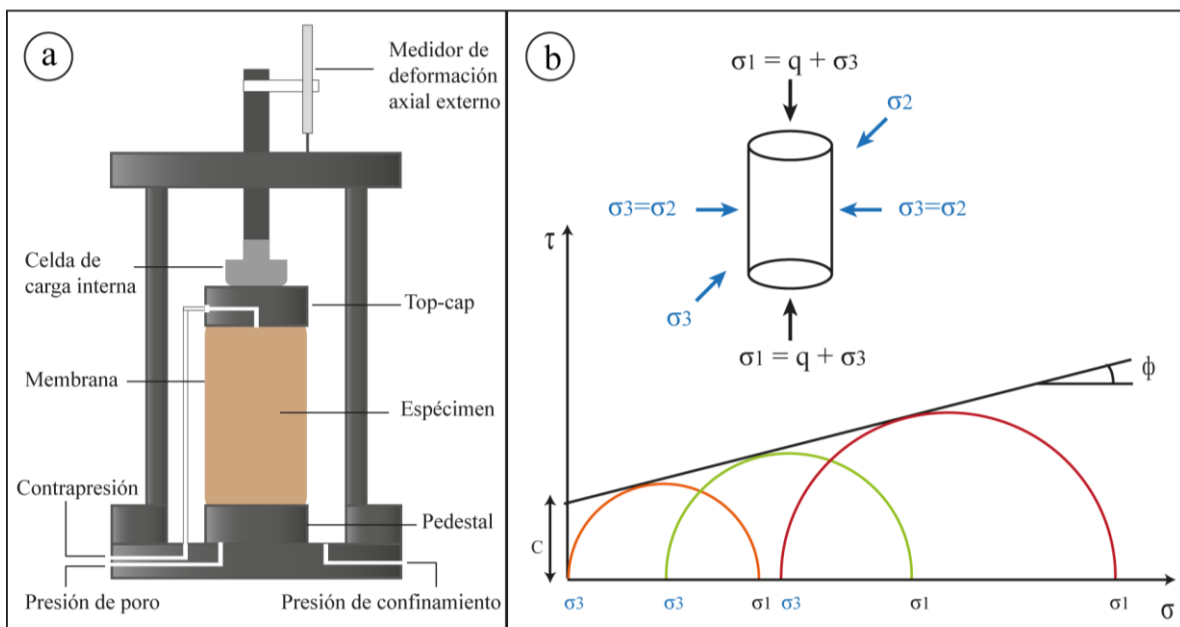 a
Medidor de
deformación
axial externo
Celda de
carga interna
Top-cap
Membrana
Espécimen
Contrapresión
Pedestal
Presión de poro
Presión de confinamiento
b
σ1 = q + σ3
σ2
σ3=σ2
σ3=σ2
σ3
σ1 = q + σ3
τ
ϕ
C
σ3
σ3
σ1
σ3
σ1
σ1
σ